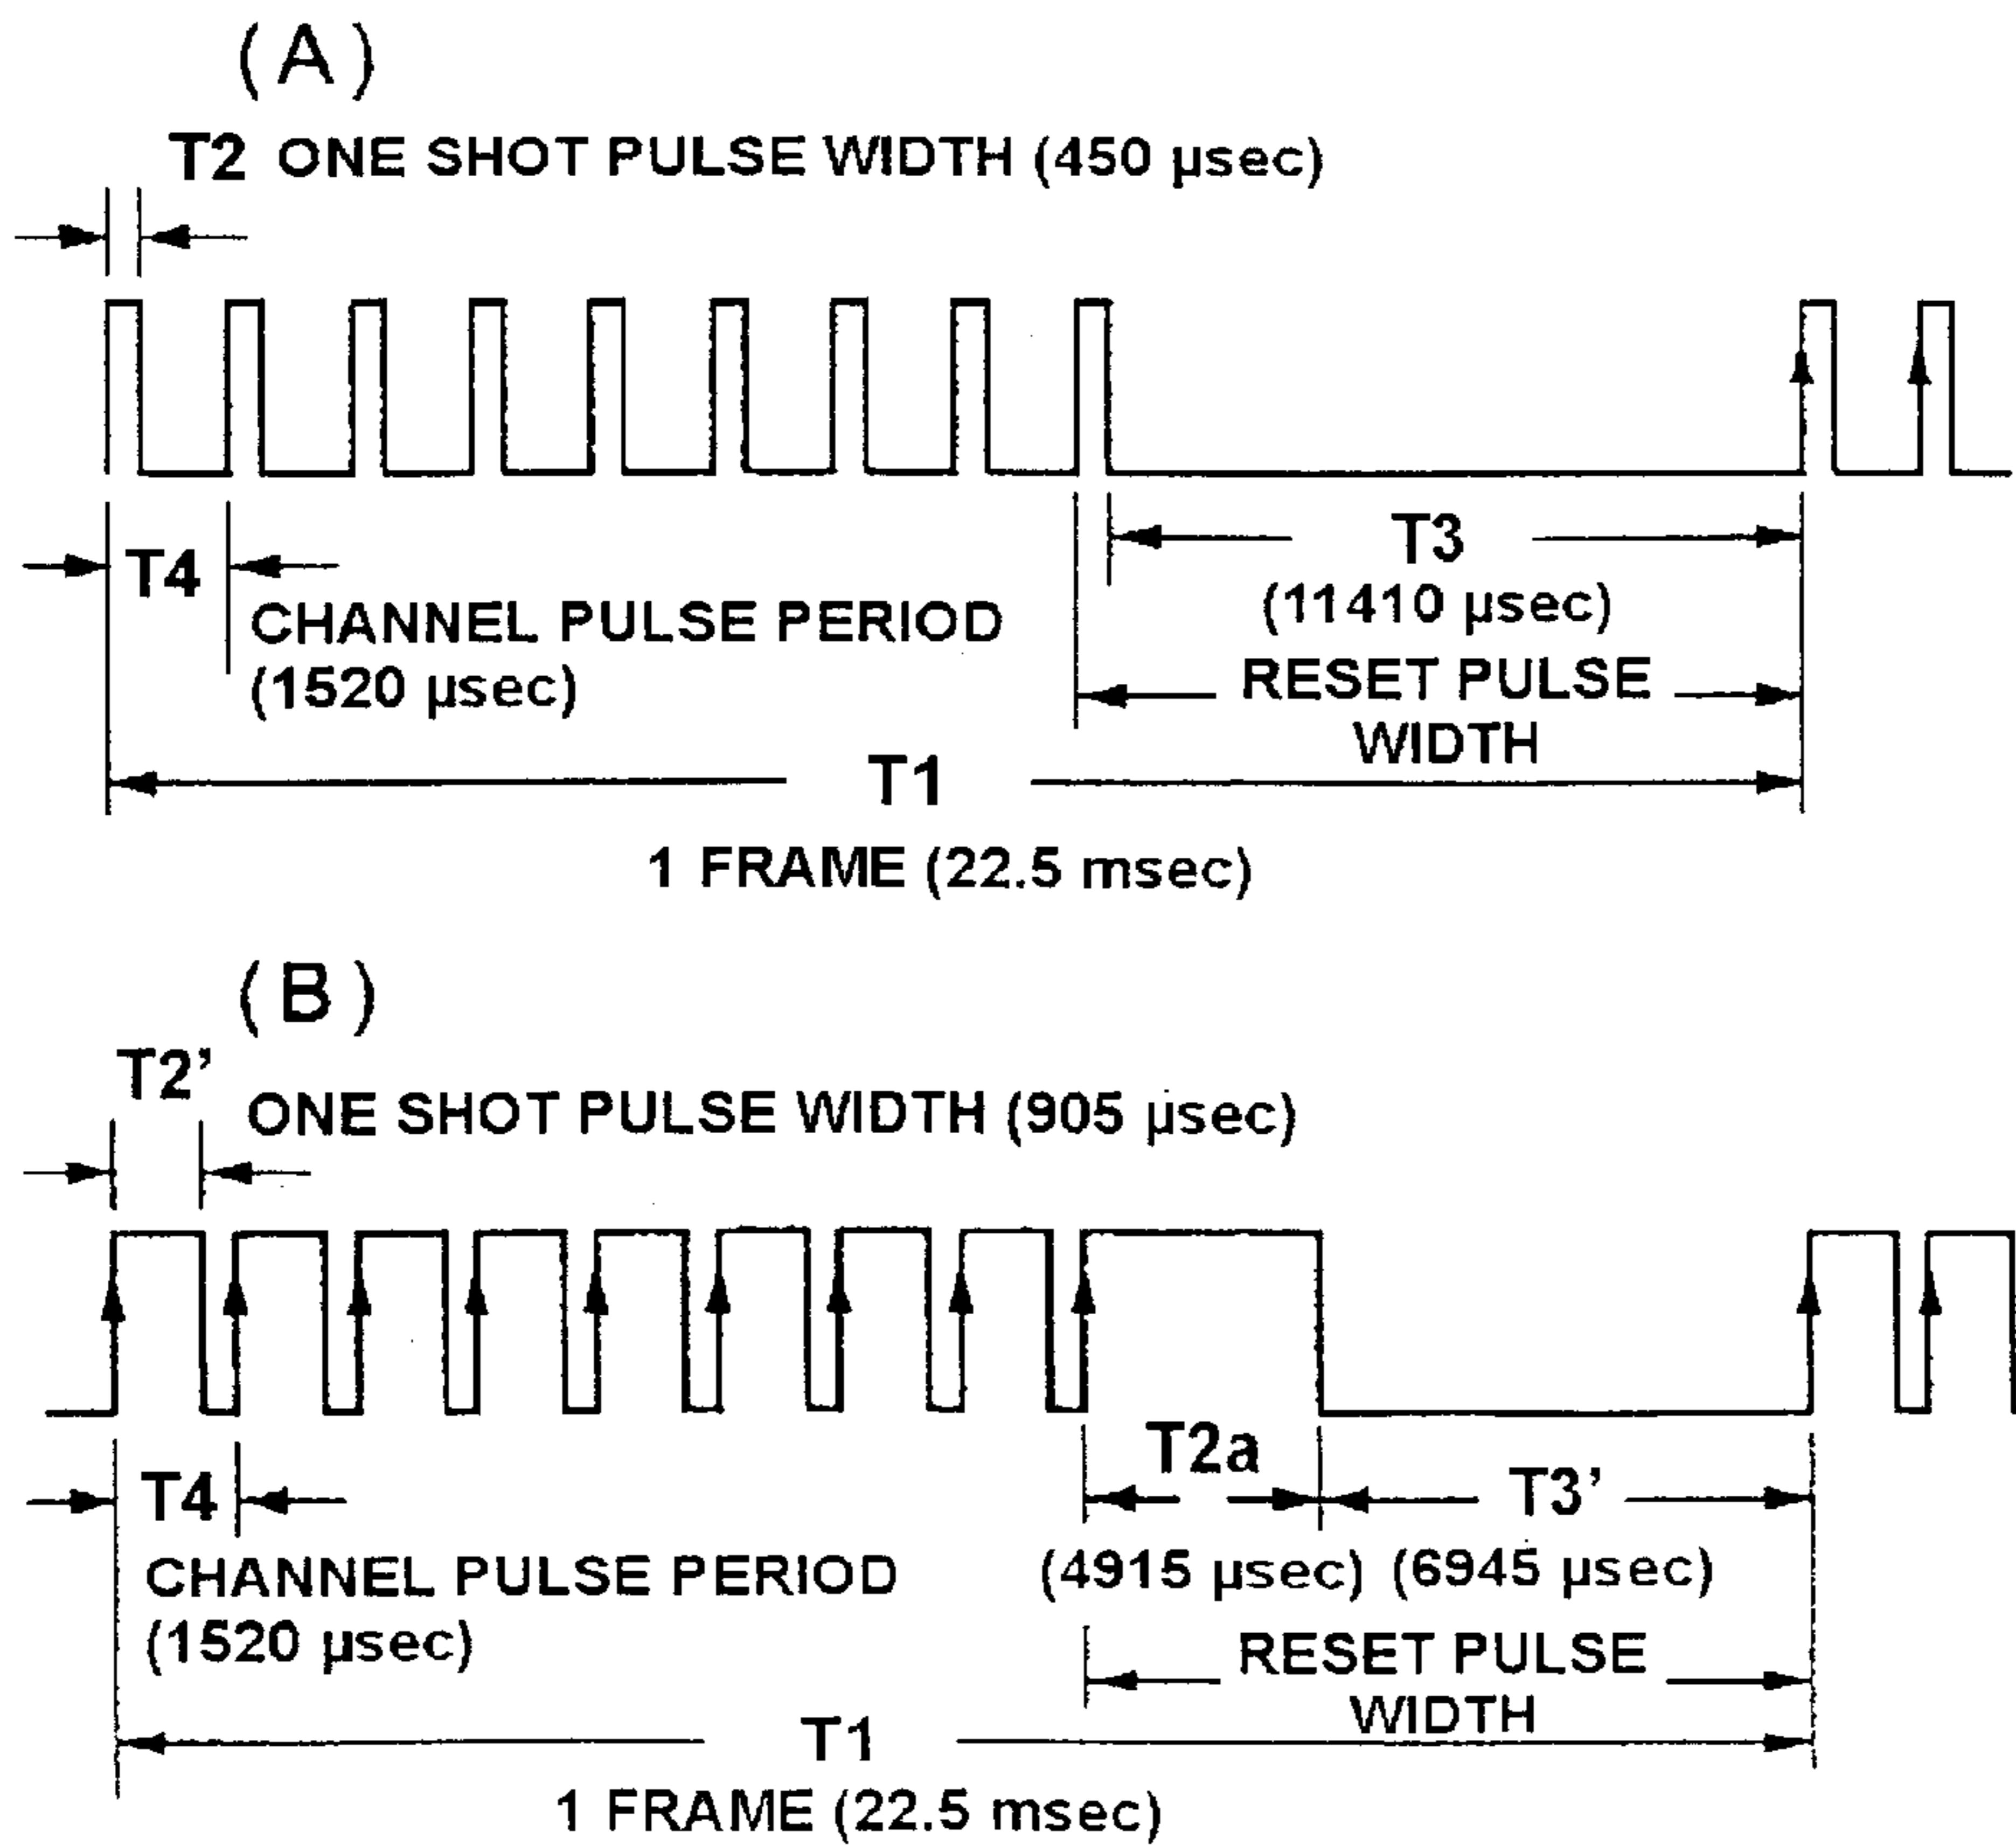 (A)
T2 ONE SHOT PULSE WIDTH (450 µsec)
T4
CHANNEL PULSE PERIOD
(1520 µsec)
T3
(11410 µsec)
RESET PULSE
WIDTH
T1
1 FRAME (22.5 msec)
(B)
T2’
ONE SHOT PULSE WIDTH (905 µsec)
T4
CHANNEL PULSE PERIOD
(1520 µsec)
T2a
T3’
(4915 µsec) (6945 µsec)
RESET PULSE
WIDTH
T1
1 FRAME (22.5 msec)